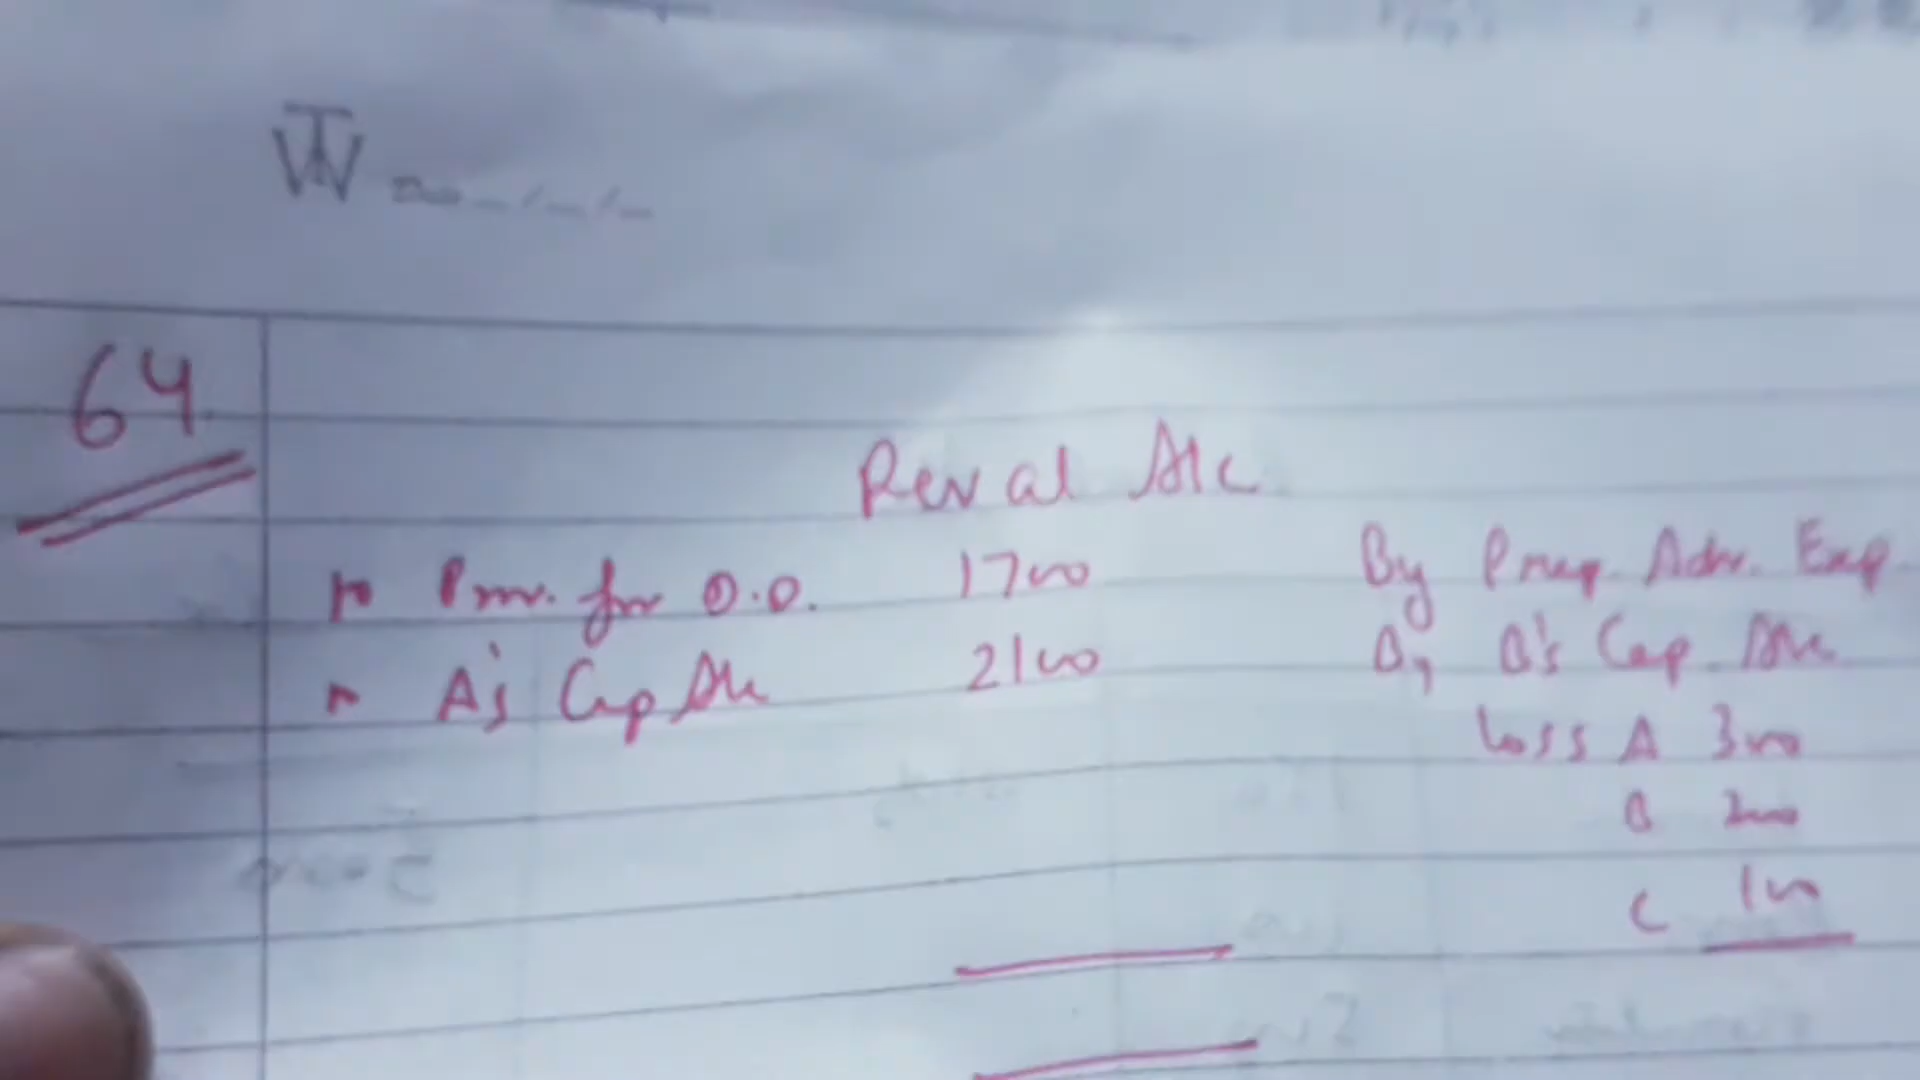 64
Reval A/c
To Prov. for D.D. 1700 By Prep. Adv. Exp.
" A's Cap A/c 2100 By B's Cap A/c
Loss A 300
B 200
C 100